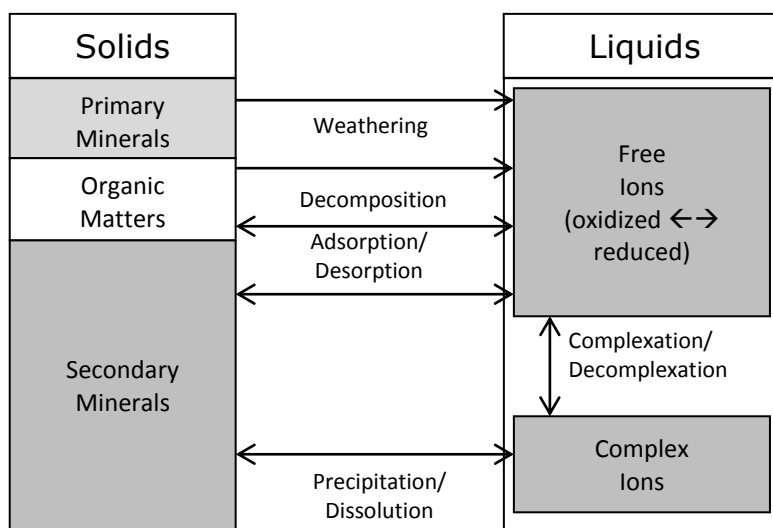 Solids
Liquids
Primary
Minerals
Organic
Matters
Secondary
Minerals
Weathering
Decomposition
Adsorption/
Desorption
Precipitation/
Dissolution
Free
Ions
(oxidized ←→
reduced)
Complexation/
Decomplexation
Complex
Ions